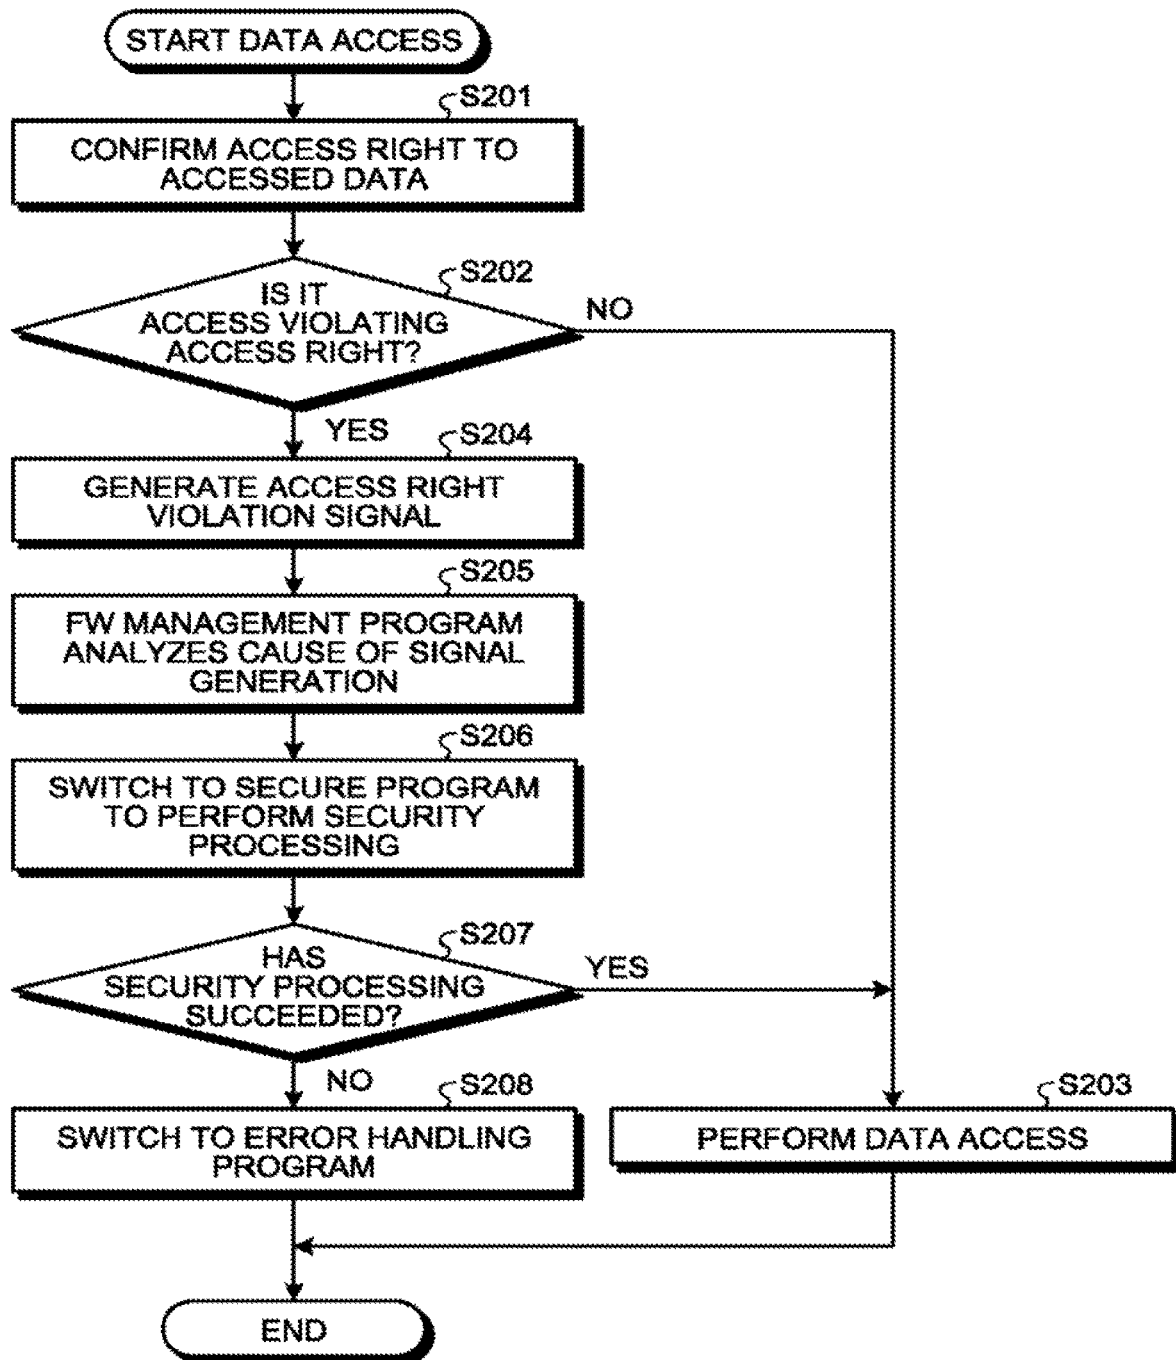 START DATA ACCESS
S201
CONFIRM ACCESS RIGHT TO
ACCESSED DATA
S202
IS IT
ACCESS VIOLATING
ACCESS RIGHT?
NO
YES
S204
GENERATE ACCESS RIGHT
VIOLATION SIGNAL
S205
FW MANAGEMENT PROGRAM
ANALYZES CAUSE OF SIGNAL
GENERATION
S206
SWITCH TO SECURE PROGRAM
TO PERFORM SECURITY
PROCESSING
S207
HAS
SECURITY PROCESSING
SUCCEEDED?
YES
NO
S208
SWITCH TO ERROR HANDLING
PROGRAM
S203
PERFORM DATA ACCESS
END